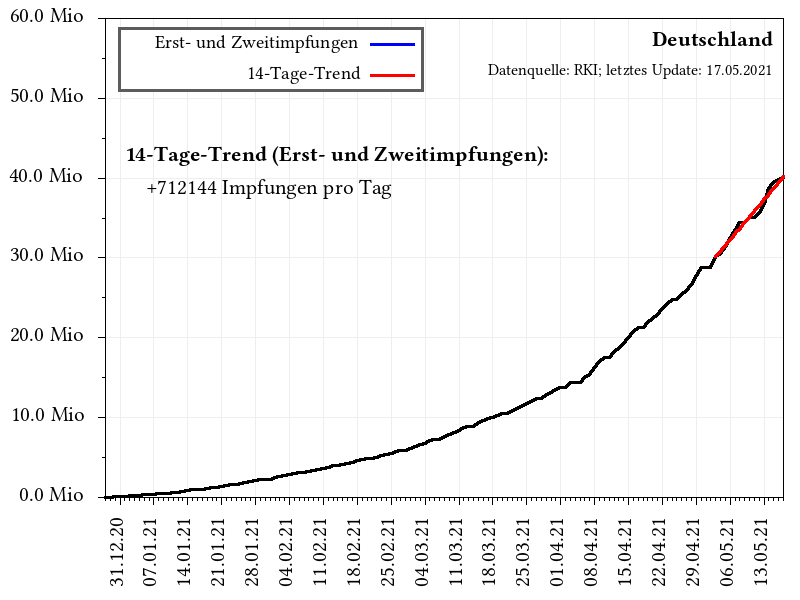 60.0 Mio
50.0 Mio
40.0 Mio
30.0 Mio
20.0 Mio
10.0 Mio
0.0 Mio
Erst- und Zweitimpfungen
14-Tage-Trend
Deutschland
Datenquelle: RKI; letztes Update: 17.05.2021
14-Tage-Trend (Erst- und Zweitimpfungen):
+712144 Impfungen pro Tag
31.12.20
07.01.21
14.01.21
21.01.21
28.01.21
04.02.21
11.02.21
18.02.21
25.02.21
04.03.21
11.03.21
18.03.21
25.03.21
01.04.21
08.04.21
15.04.21
22.04.21
29.04.21
06.05.21
13.05.21